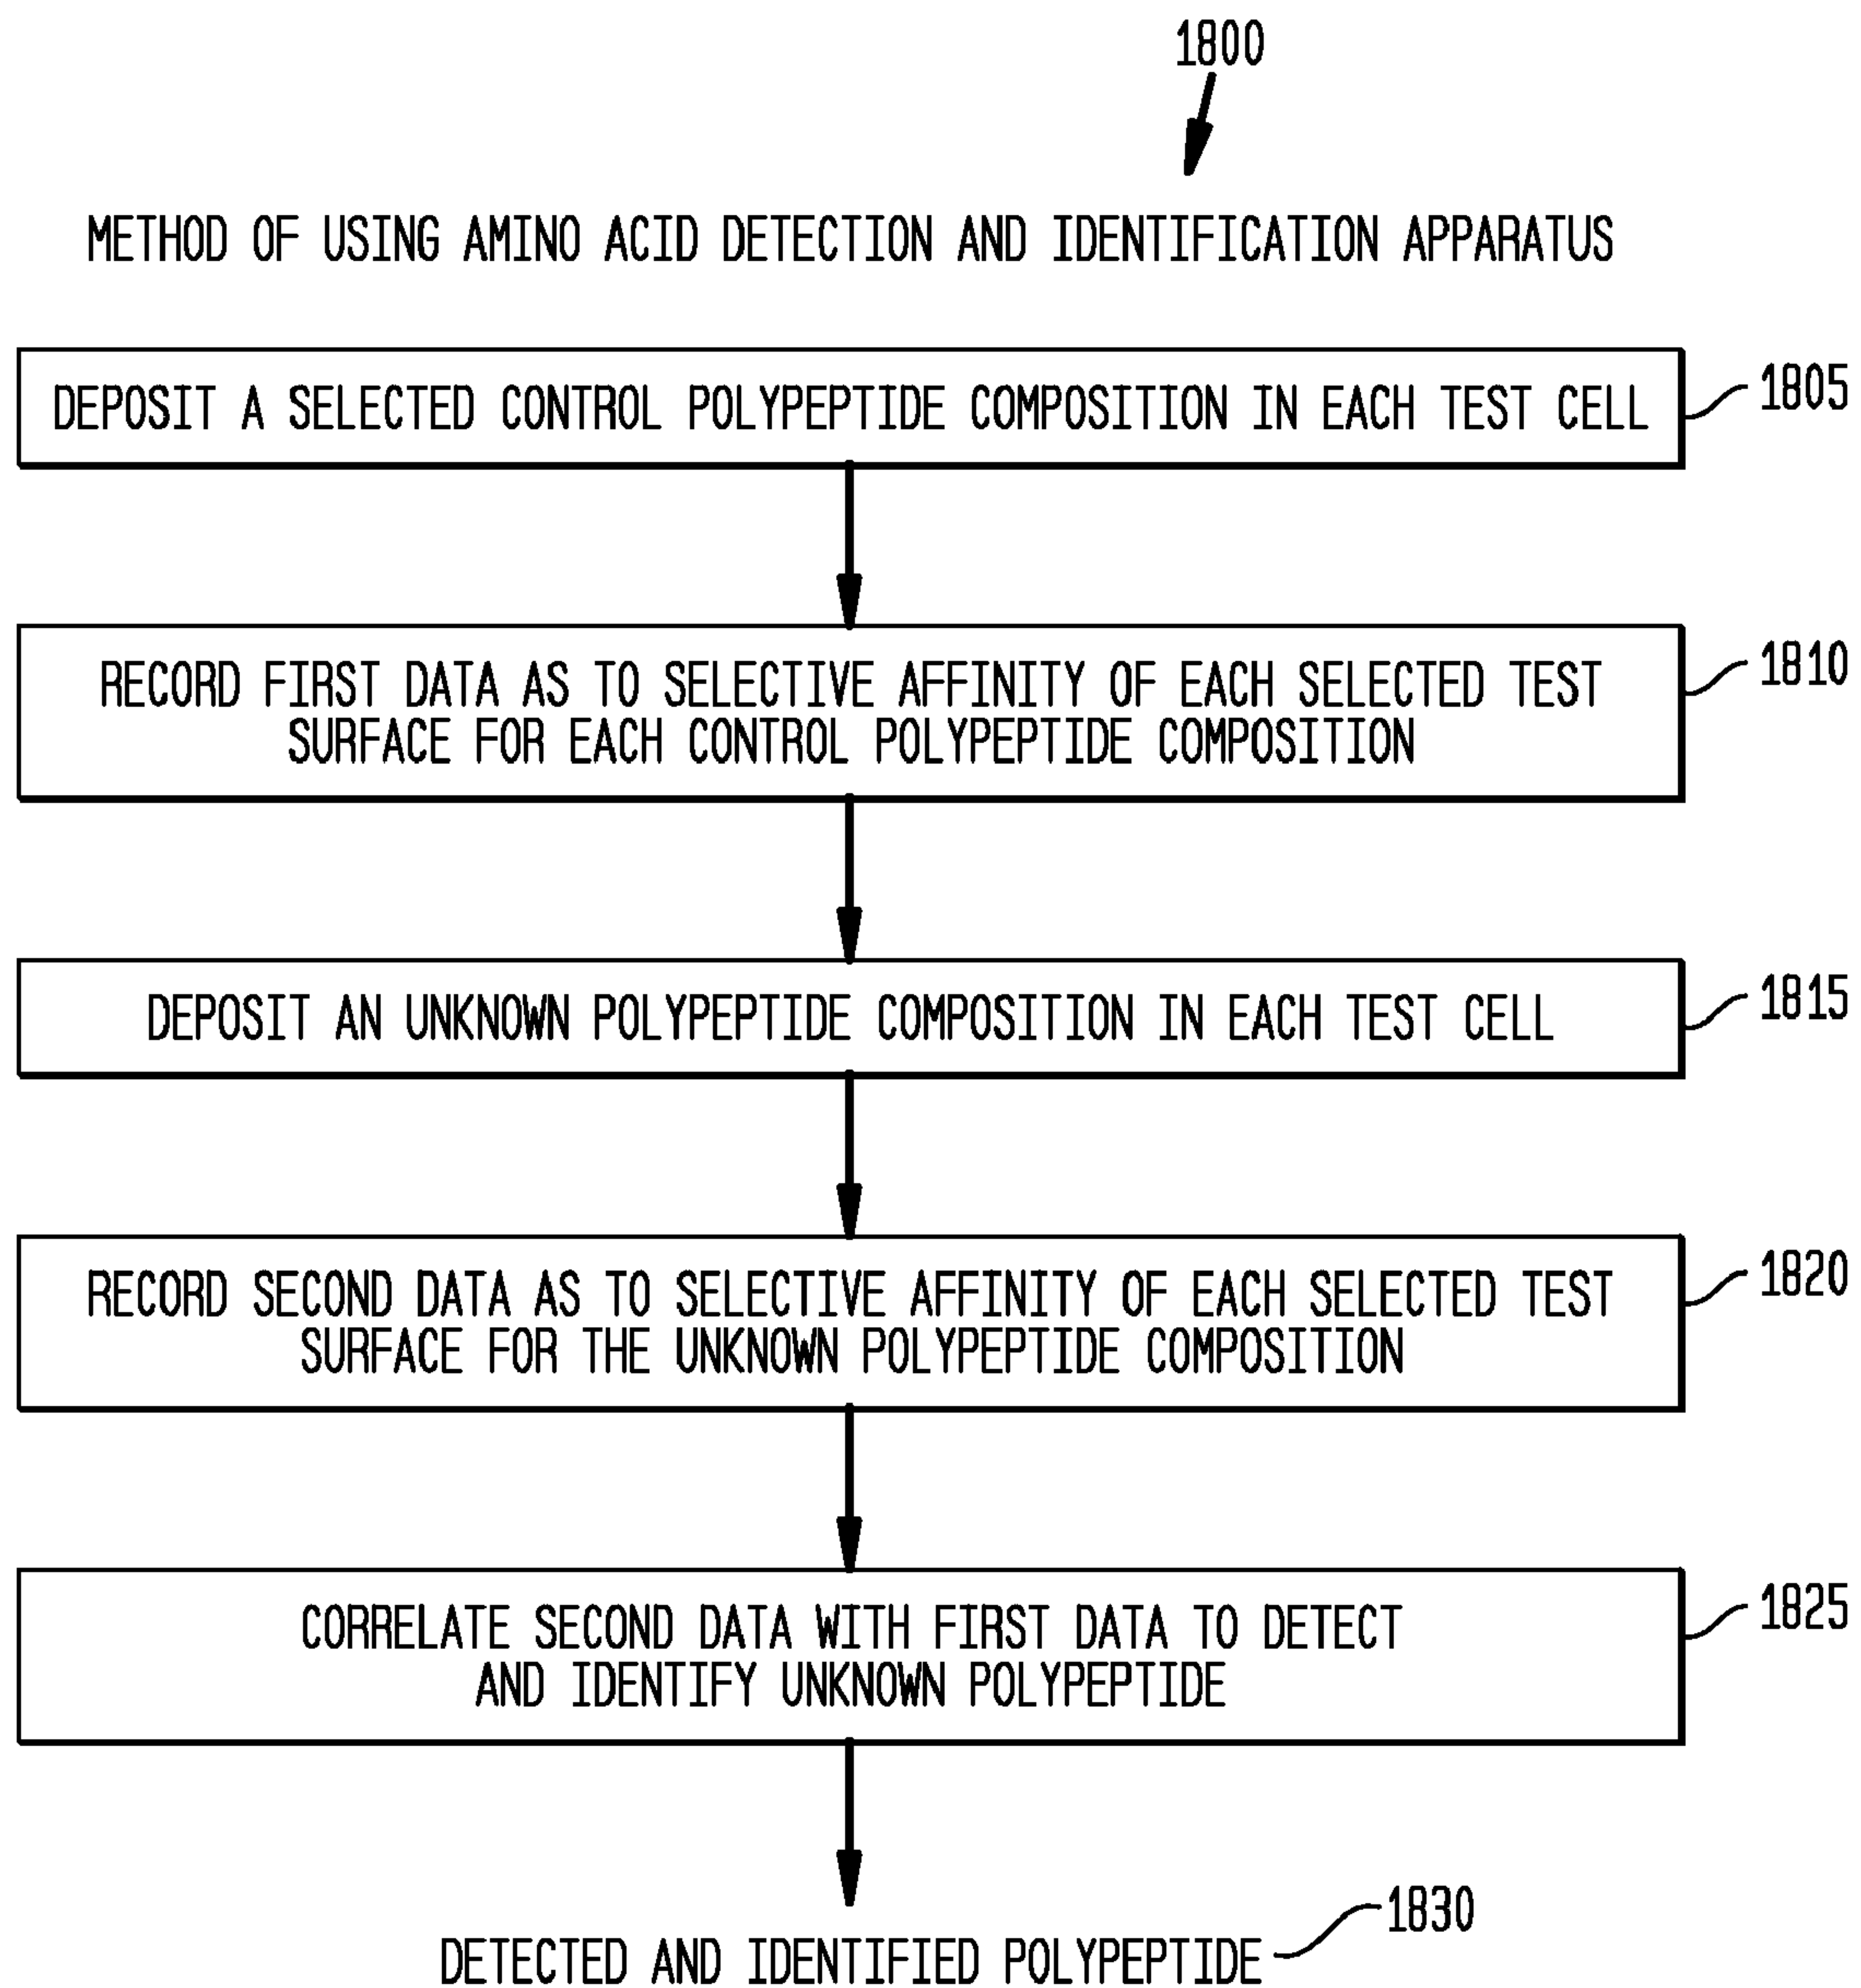 1800
METHOD OF USING AMINO ACID DETECTION AND IDENTIFICATION APPARATUS
DEPOSIT A SELECTED CONTROL POLYPEPTIDE COMPOSITION IN EACH TEST CELL
1805
RECORD FIRST DATA AS TO SELECTIVE AFFINITY OF EACH SELECTED TEST
SURFACE FOR EACH CONTROL POLYPEPTIDE COMPOSITION
1810
DEPOSIT AN UNKNOWN POLYPEPTIDE COMPOSITION IN EACH TEST CELL
1815
RECORD SECOND DATA AS TO SELECTIVE AFFINITY OF EACH SELECTED TEST
SURFACE FOR THE UNKNOWN POLYPEPTIDE COMPOSITION
1820
CORRELATE SECOND DATA WITH FIRST DATA TO DETECT
AND IDENTIFY UNKNOWN POLYPEPTIDE
1825
DETECTED AND IDENTIFIED POLYPEPTIDE
1830